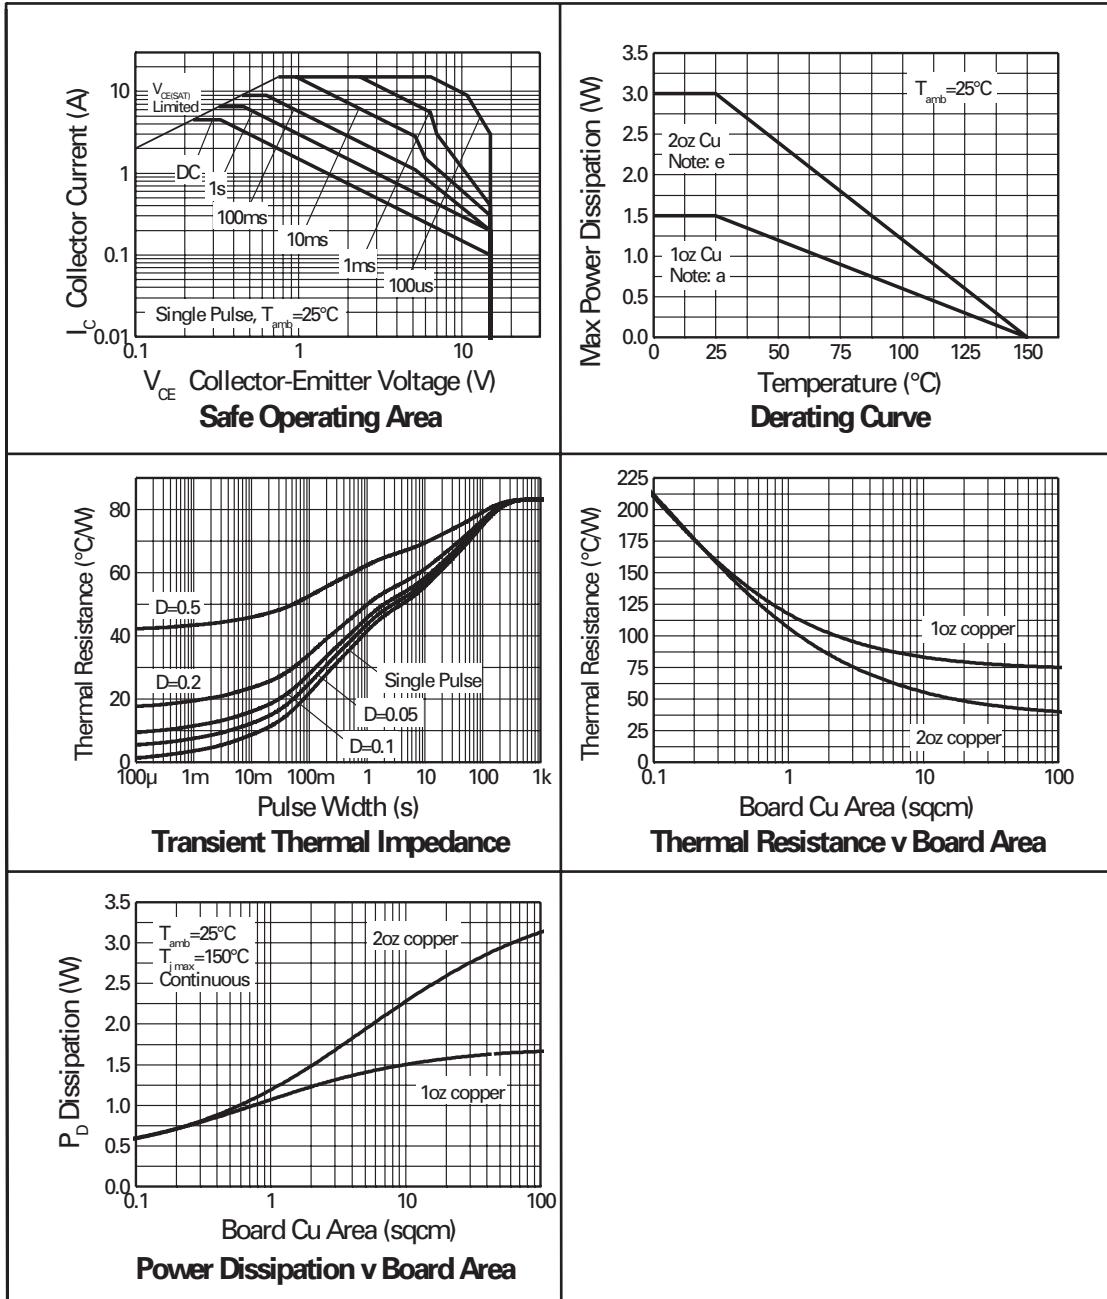 10
1
0.1
0.01
I_C Collector Current (A)
V_CE(SAT)
Limited
DC
1s
100ms
10ms
1ms
100us
Single Pulse, T_amb=25°C
0.1 1 10
V_CE Collector-Emitter Voltage (V)
Safe Operating Area
3.5
3.0
2.5
2.0
1.5
1.0
0.5
0.0
Max Power Dissipation (W)
T_amb=25°C
2oz Cu
Note: e
1oz Cu
Note: a
0 25 50 75 100 125 150
Temperature (°C)
Derating Curve
80
60
40
20
0
Thermal Resistance (°C/W)
D=0.5
D=0.2
Single Pulse
D=0.05
D=0.1
100µ 1m 10m 100m 1 10 100 1k
Pulse Width (s)
Transient Thermal Impedance
225
200
175
150
125
100
75
50
25
0
Thermal Resistance (°C/W)
1oz copper
2oz copper
0.1 1 10 100
Board Cu Area (sqcm)
Thermal Resistance v Board Area
3.5
3.0
2.5
2.0
1.5
1.0
0.5
0.0
P_D Dissipation (W)
T_amb=25°C
T_j max=150°C
Continuous
2oz copper
1oz copper
0.1 1 10 100
Board Cu Area (sqcm)
Power Dissipation v Board Area